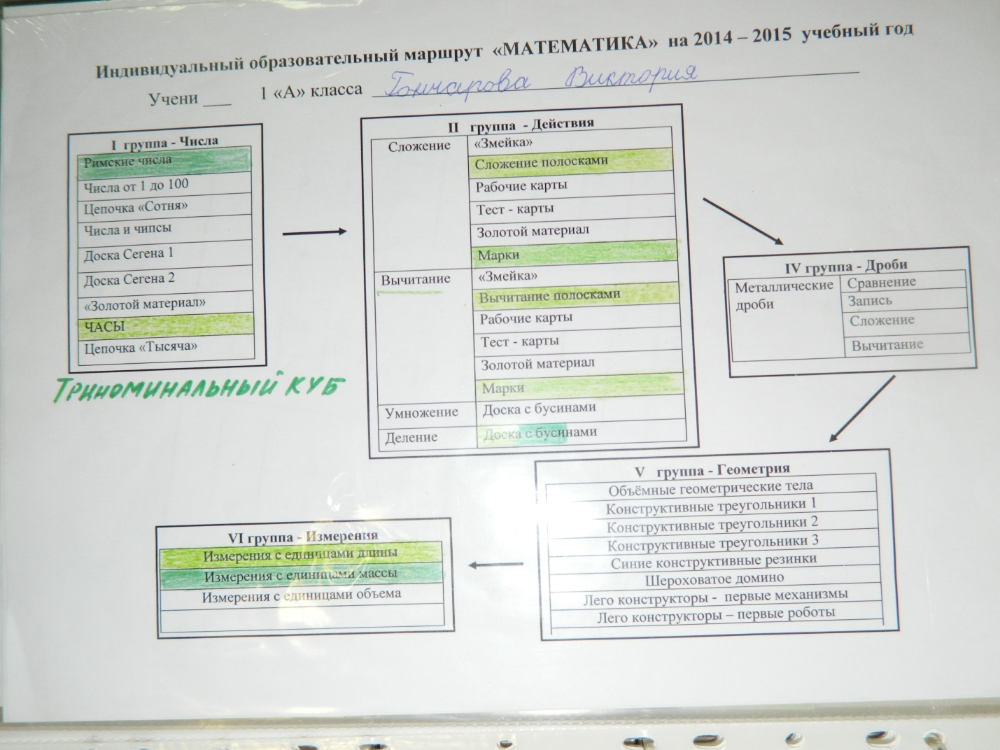 Индивидуальный образовательный маршрут «МАТЕМАТИКА» на 2014 – 2015 учебный год
Учени ___ 1 «А» класса Гончарова Виктория
I группа - Числа
Римские числа
Числа от 1 до 100
Цепочка «Сотня»
Числа и чипсы
Доска Сегена 1
Доска Сегена 2
«Золотой материал»
ЧАСЫ
Цепочка «Тысяча»
ТРИНОМИНАЛЬНЫЙ КУБ
II группа - Действия
Сложение
«Змейка»
Сложение полосками
Рабочие карты
Тест - карты
Золотой материал
Марки
Вычитание
«Змейка»
Вычитание полосками
Рабочие карты
Тест - карты
Золотой материал
Марки
Умножение
Доска с бусинами
Деление
Доска с бусинами
IV группа - Дроби
Металлические
дроби
Сравнение
Запись
Сложение
Вычитание
V группа - Геометрия
Объёмные геометрические тела
Конструктивные треугольники 1
Конструктивные треугольники 2
Конструктивные треугольники 3
Синие конструктивные резинки
Шероховатое домино
Лего конструкторы - первые механизмы
Лего конструкторы – первые роботы
VI группа - Измерения
Измерения с единицами длины
Измерения с единицами массы
Измерения с единицами объема